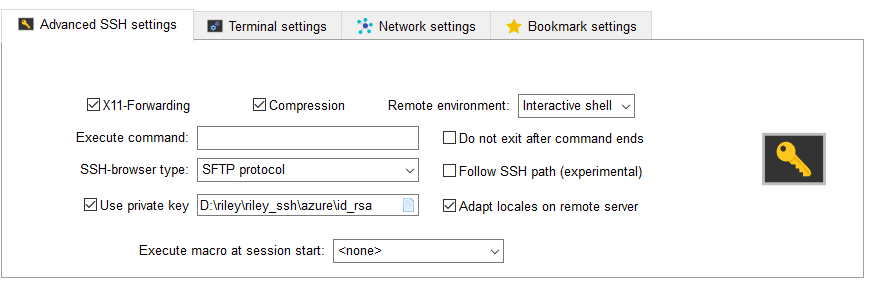 Advanced SSH settings Terminal settings Network settings Bookmark settings
X11-Forwarding Compression Remote environment: Interactive shell
Execute command: Do not exit after command ends
SSH-browser type: SFTP protocol Follow SSH path (experimental)
Use private key D:\riley\riley_ssh\azure\id_rsa Adapt locales on remote server
Execute macro at session start: <none>